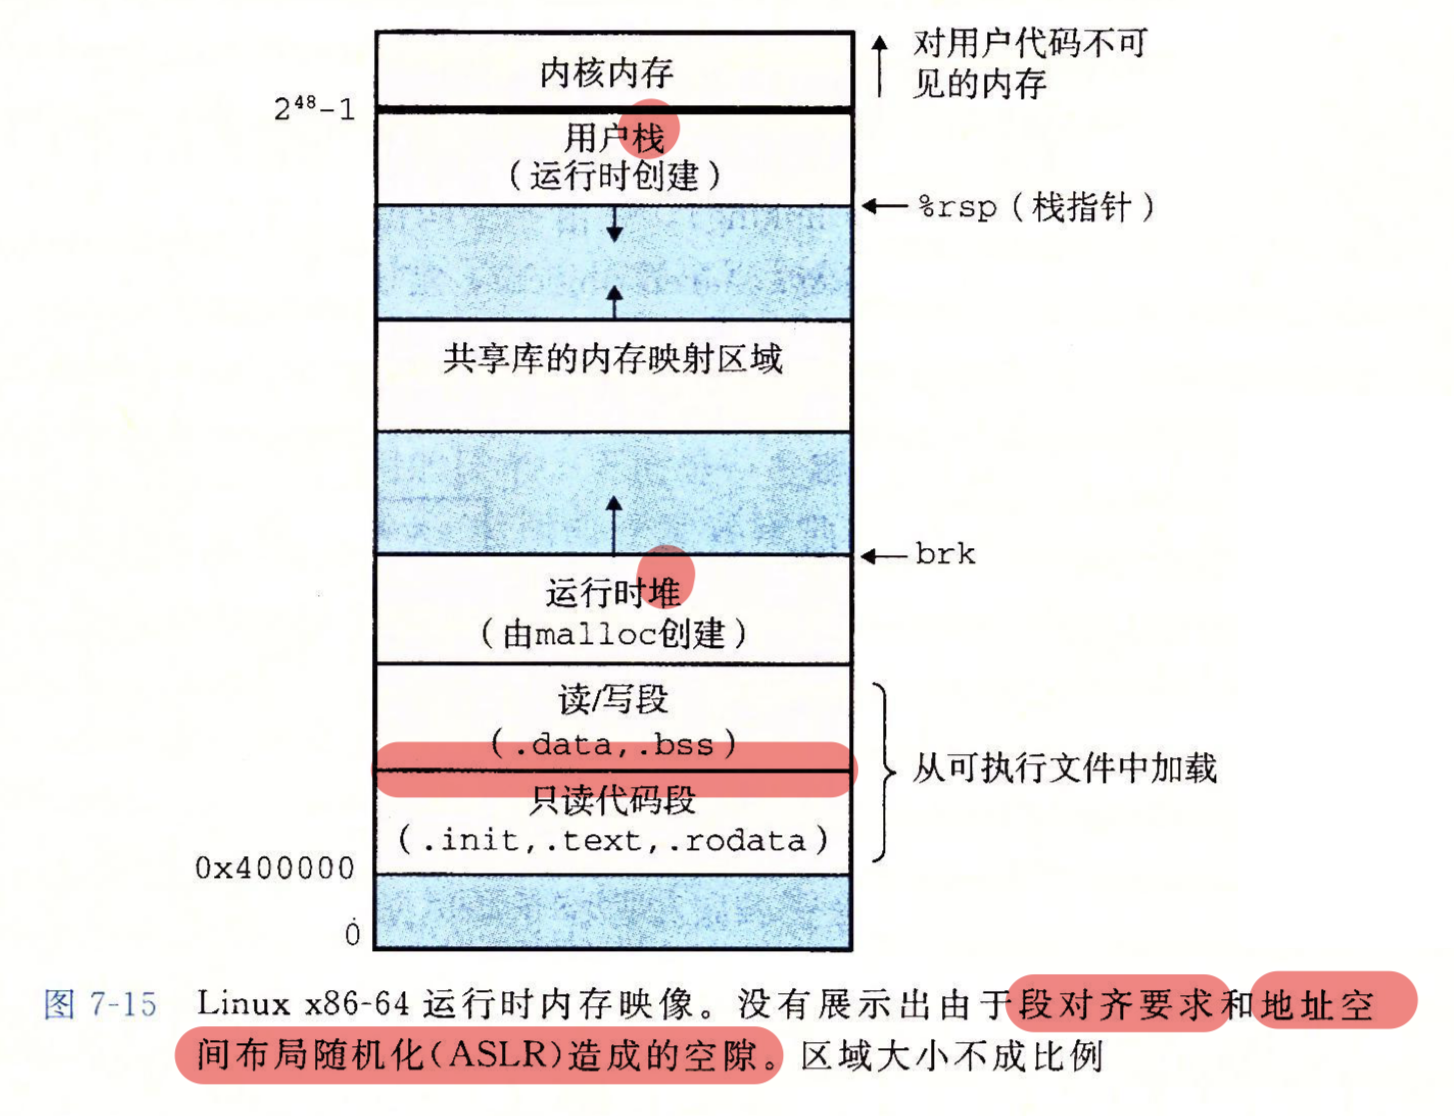 内核内存
对用户代码不可
见的内存
2⁴⁸-1
用户栈
(运行时创建)
%rsp(栈指针)
共享库的内存映射区域
brk
运行时堆
(由malloc创建)
读/写段
(.data,.bss)
从可执行文件中加载
只读代码段
(.init,.text,.rodata)
0x400000
0
图 7-15 Linux x86-64 运行时内存映像。没有展示出由于段对齐要求和地址空
间布局随机化(ASLR)造成的空隙。区域大小不成比例